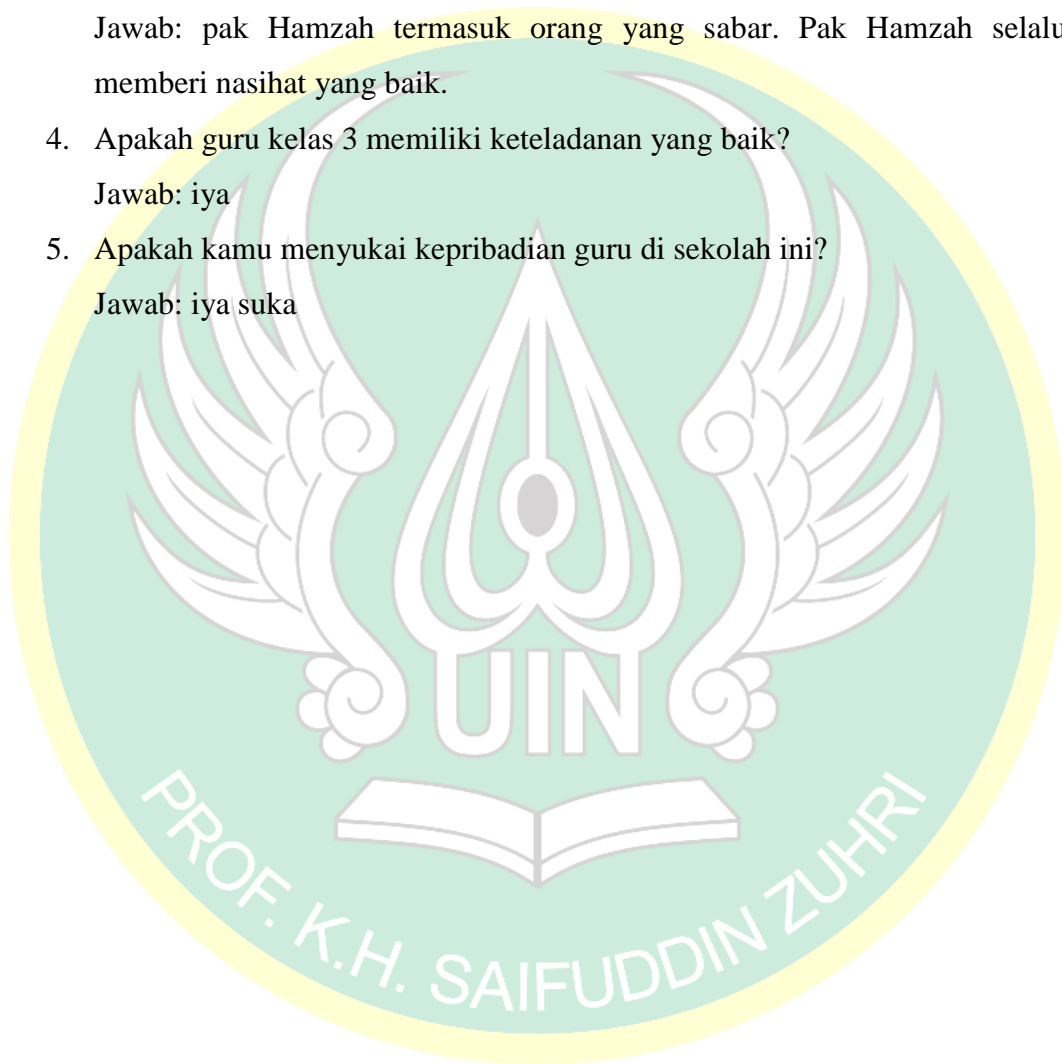 Jawab: pak Hamzah termasuk orang yang sabar. Pak Hamzah selalu
memberi nasihat yang baik.
4. Apakah guru kelas 3 memiliki keteladanan yang baik?
Jawab: iya
5. Apakah kamu menyukai kepribadian guru di sekolah ini?
Jawab: iya suka
UIN
PROF. K.H. SAIFUDDIN ZUHRI